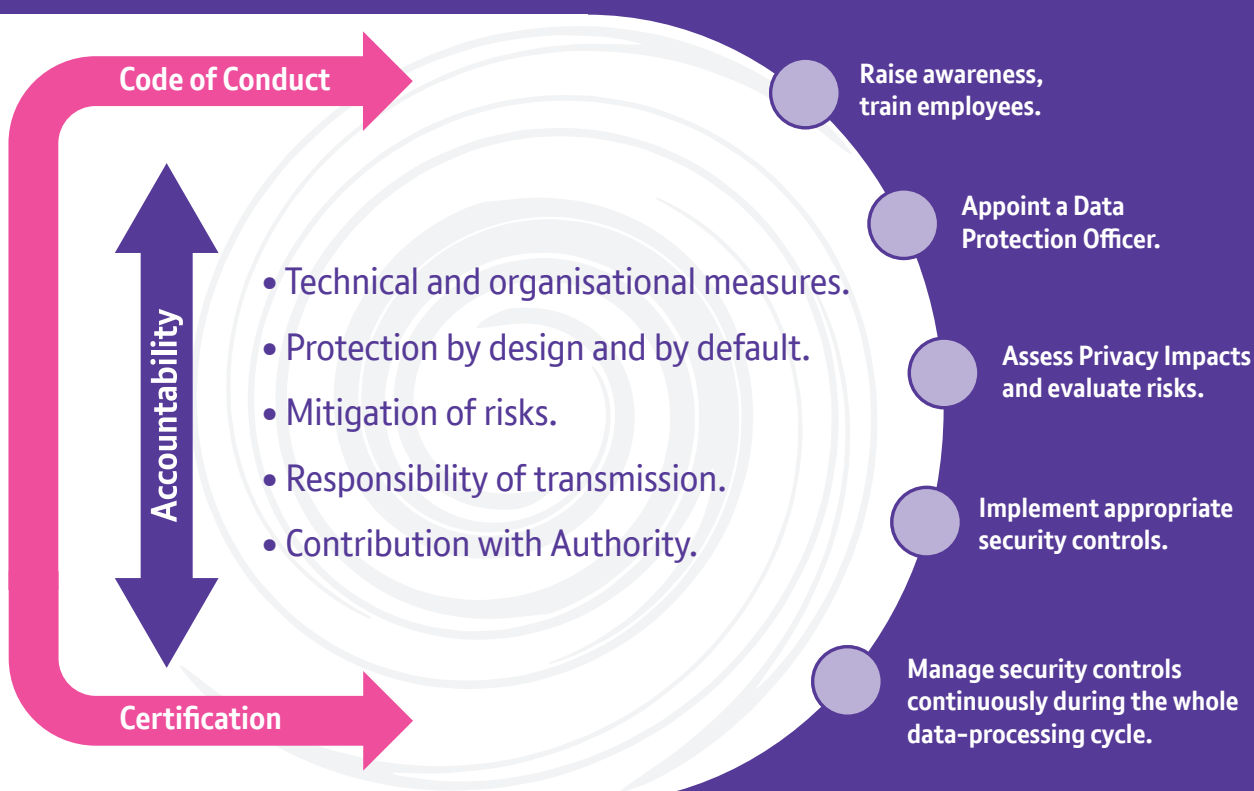 Code of Conduct
Accountability
• Technical and organisational measures.
• Protection by design and by default.
• Mitigation of risks.
• Responsibility of transmission.
• Contribution with Authority.
Certification
Raise awareness,
train employees.
Appoint a Data
Protection Officer.
Assess Privacy Impacts
and evaluate risks.
Implement appropriate
security controls.
Manage security controls
continuously during the whole
data-processing cycle.